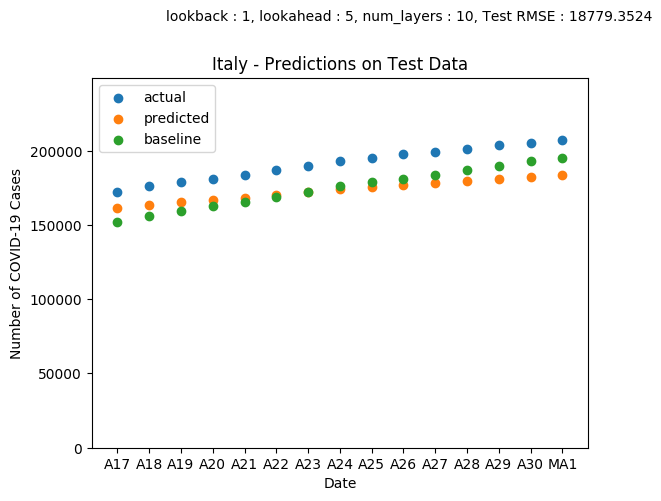 lookback : 1, lookahead : 5, num_layers : 10, Test RMSE : 18779.3524
Italy - Predictions on Test Data
actual
predicted
baseline
Number of COVID-19 Cases
200000
150000
100000
50000
0
A17 A18 A19 A20 A21 A22 A23 A24 A25 A26 A27 A28 A29 A30 MA1
Date